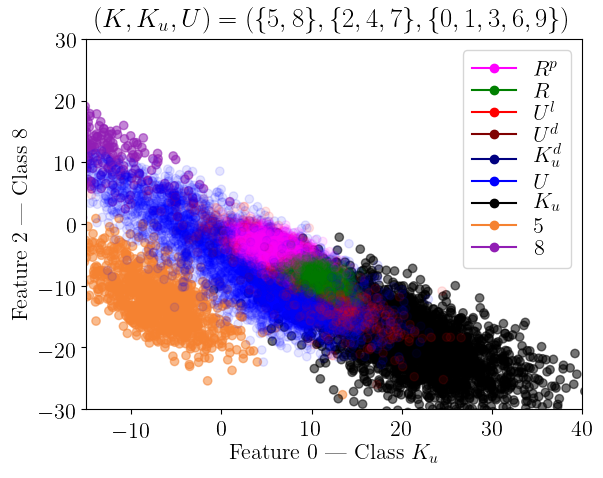 (K, K_u, U) = ({5, 8}, {2, 4, 7}, {0, 1, 3, 6, 9})
30
20
10
0
−10
−20
−30
Feature 2 — Class 8
R^p
R
U^l
U^d
K_u^d
U
K_u
5
8
−10
0
10
20
30
40
Feature 0 — Class K_u